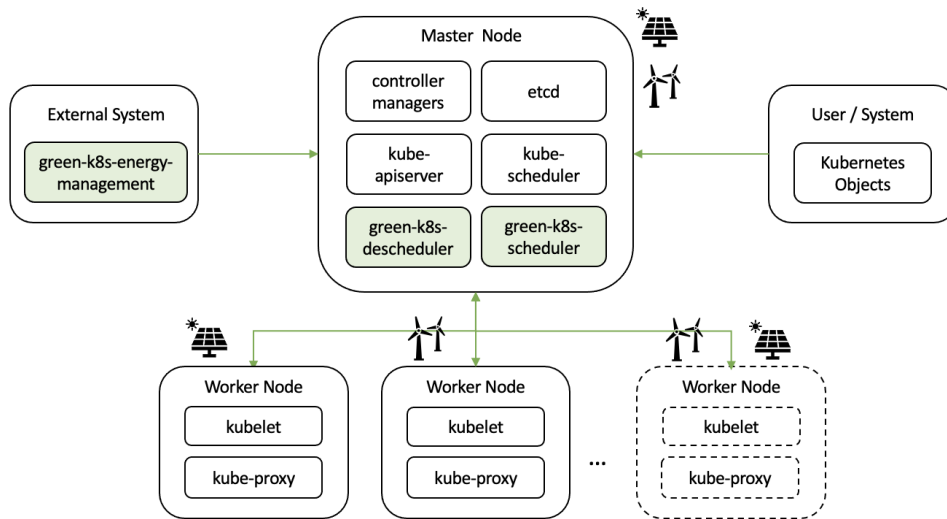 Master Node
controller
managers
etcd
External System
green-k8s-energy-
management
kube-
apiserver
kube-
scheduler
User / System
Kubernetes
Objects
green-k8s-
descheduler
green-k8s-
scheduler
Worker Node
kubelet
kube-proxy
Worker Node
kubelet
kube-proxy
...
Worker Node
kubelet
kube-proxy